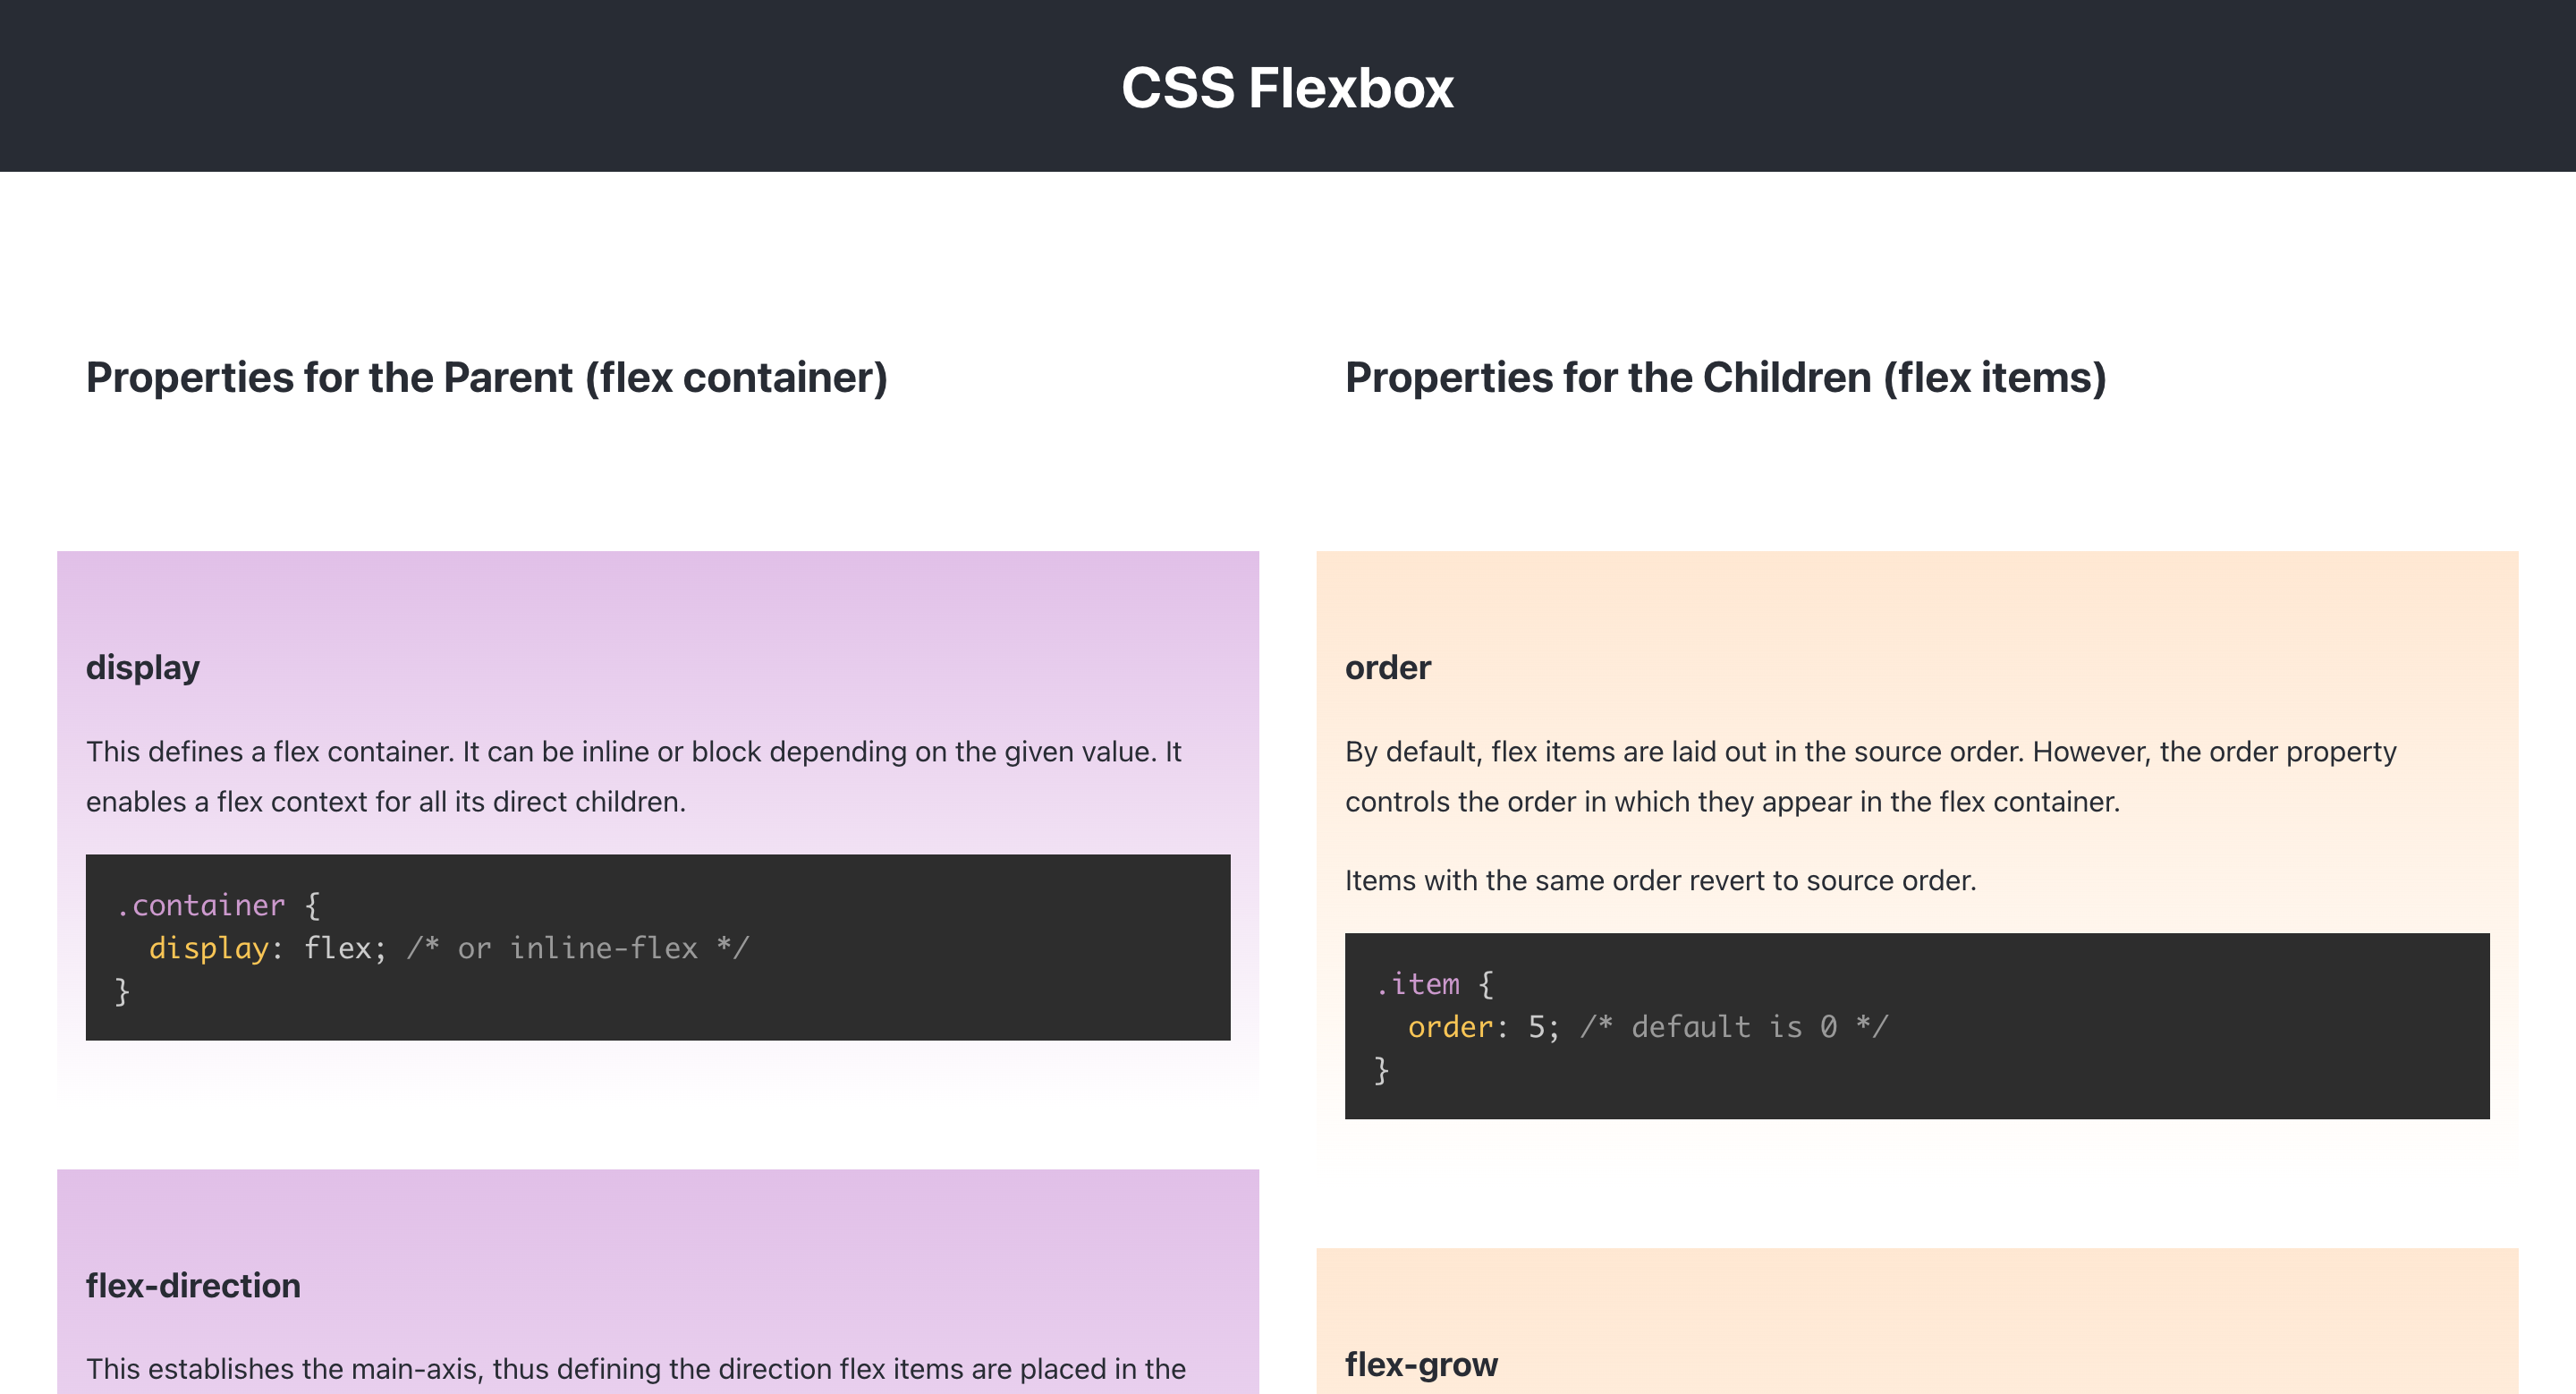 CSS Flexbox
Properties for the Parent (flex container)
display
This defines a flex container. It can be inline or block depending on the given value. It
enables a flex context for all its direct children.
.container {
  display: flex; /* or inline-flex */
}
flex-direction
This establishes the main-axis, thus defining the direction flex items are placed in the
Properties for the Children (flex items)
order
By default, flex items are laid out in the source order. However, the order property
controls the order in which they appear in the flex container.
Items with the same order revert to source order.
.item {
  order: 5; /* default is 0 */
}
flex-grow